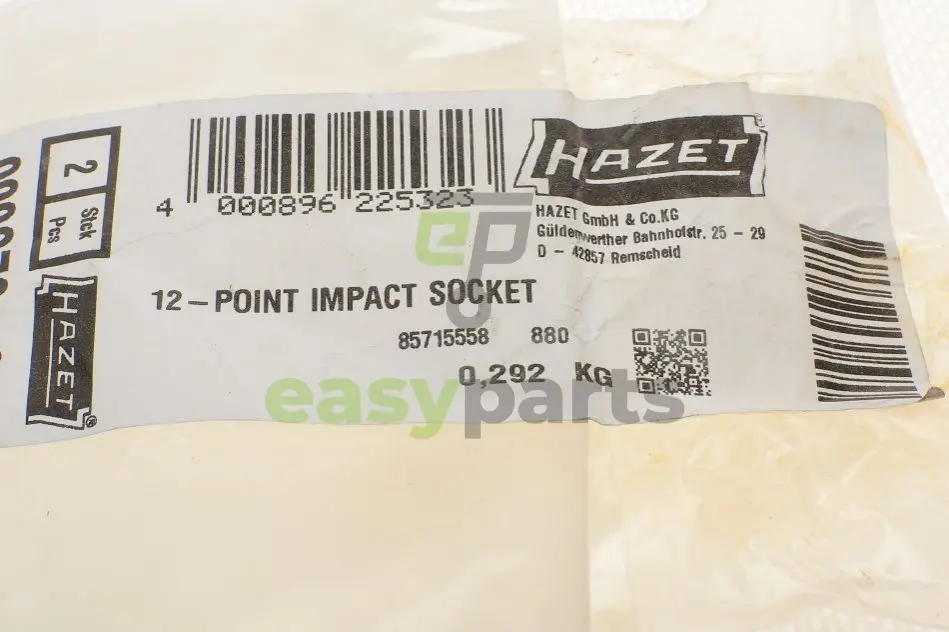 2
Stck
Pcs
HAZET
4 000896 225323
HAZET
HAZET GmbH & Co.KG
Güldenwerther Bahnhofstr. 25 - 29
D - 42857 Remscheid
12-POINT IMPACT SOCKET
85715558 880
0,292 KG
ep
easyparts